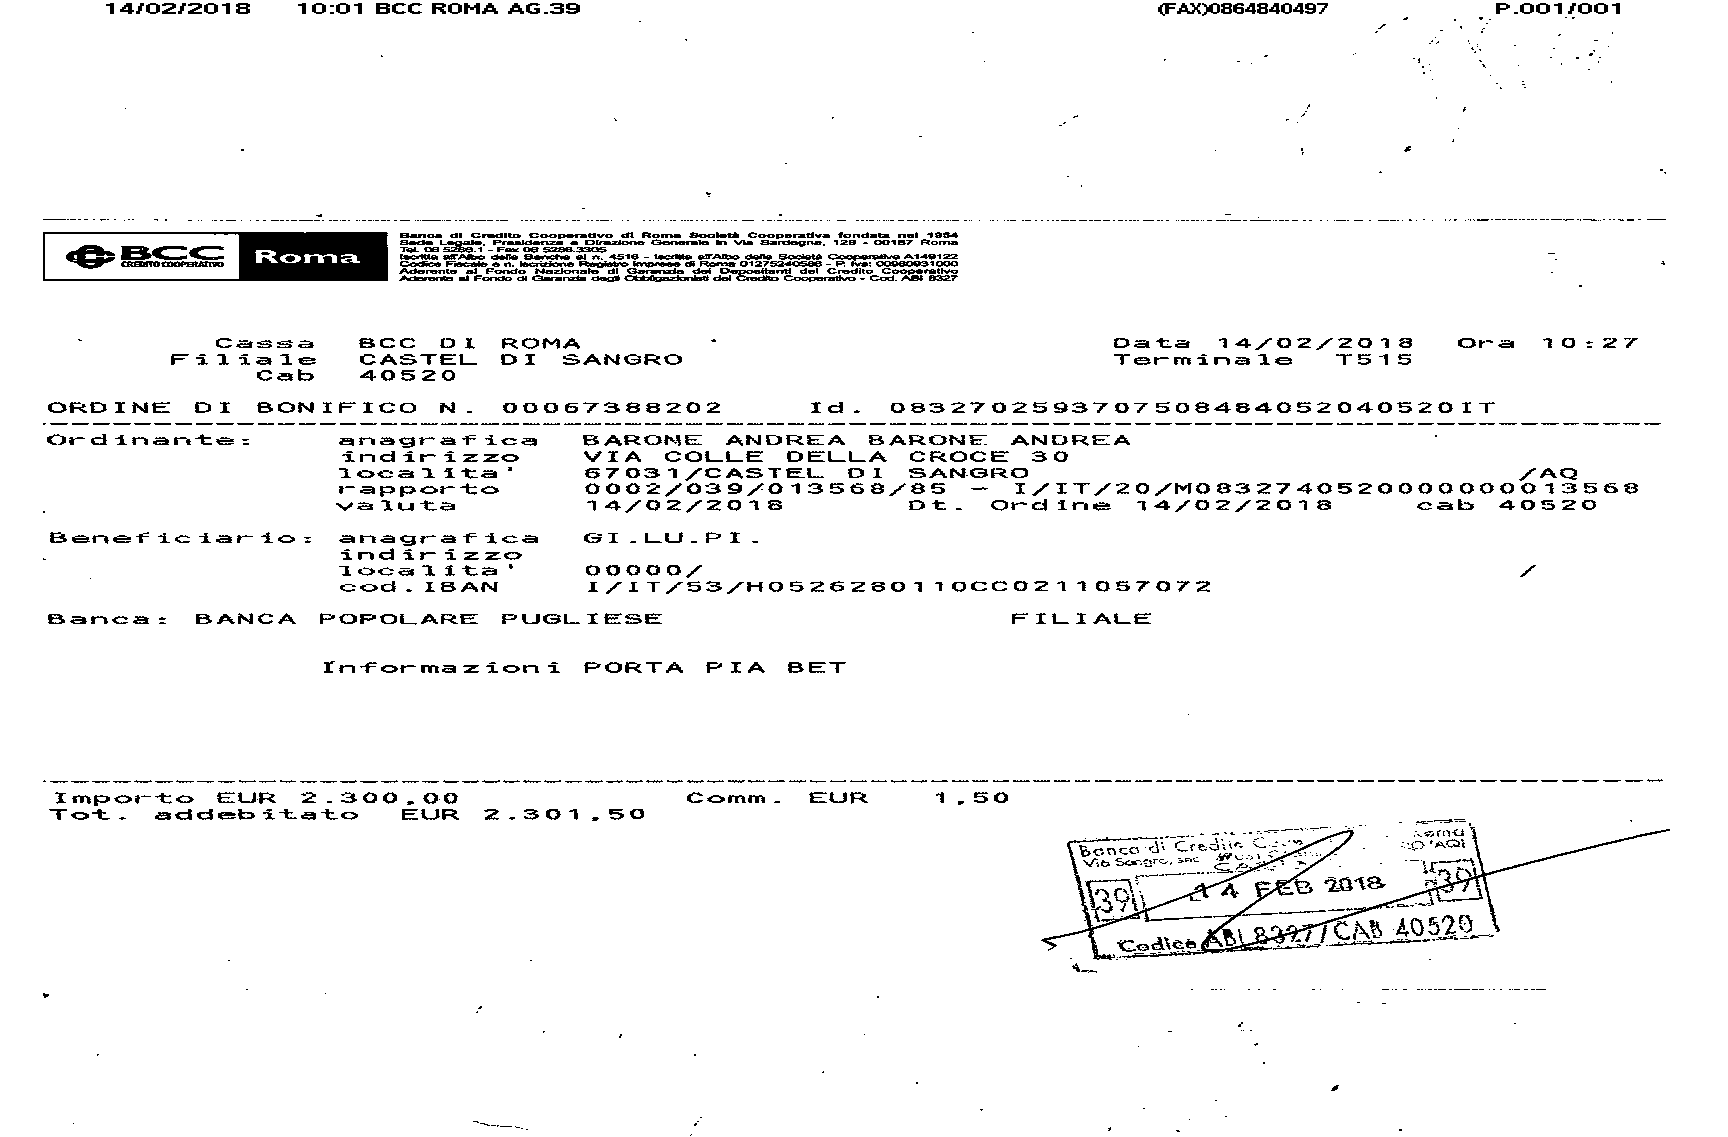 14/02/2018 10:01 BCC ROMA AG.39 (FAX)0864840497 P.001/001
BCC
CREDITO COOPERATIVO
Roma
Banca di Credito Cooperativo di Roma Società Cooperativa fondata nel 1954
Sede Legale, Presidenza e Direzione Generale in Via Sardegna, 129 - 00187 Roma
Tel. 06 5286.1 - Fax 06 5286.3305
Iscritta all'Albo delle Banche al n. 4516 - Iscritta all'Albo delle Società Cooperative A149122
Codice Fiscale e n. Iscrizione Registro Imprese di Roma 01275240586 - P. Iva: 00980931000
Aderente al Fondo Nazionale di Garanzia dei Depositanti del Credito Cooperativo
Aderente al Fondo di Garanzia degli Obbligazionisti del Credito Cooperativo - Cod. ABI 8327
Cassa BCC DI ROMA Data 14/02/2018 Ora 10:27
Filiale CASTEL DI SANGRO Terminale T515
Cab 40520
ORDINE DI BONIFICO N. 00067388202 Id. 083270259370750848405204​0520IT
Ordinante: anagrafica BARONE ANDREA BARONE ANDREA
indirizzo VIA COLLE DELLA CROCE 30
localita' 67031/CASTEL DI SANGRO /AQ
rapporto 0002/039/013568/85 - I/IT/20/M0832740520000000013568
valuta 14/02/2018 Dt. Ordine 14/02/2018 cab 40520
Beneficiario: anagrafica GI.LU.PI.
indirizzo
localita' 00000/ /
cod.IBAN I/IT/53/H0526280110CC0211057072
Banca: BANCA POPOLARE PUGLIESE FILIALE
Informazioni PORTA PIA BET
Importo EUR 2.300,00 Comm. EUR 1,50
Tot. addebitato EUR 2.301,50
Banca di Credito
Via Sangro, snc
39 14 FEB 2018 39
Codice ABI 8327/CAB 40520